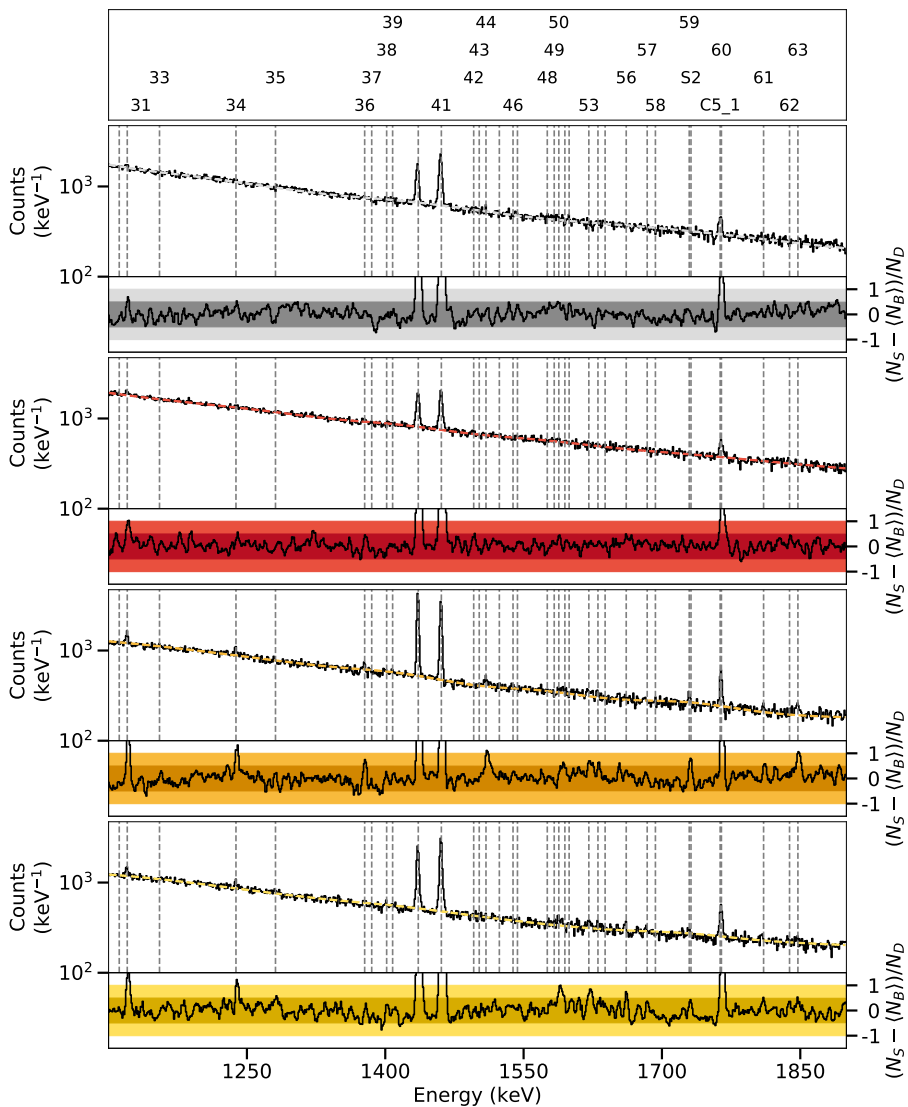 39 44 50 59
38 43 49 57 60 63
33 35 37 42 48 56 S2 61
31 34 36 41 46 53 58 C5_1 62
Counts
(keV⁻¹)
10³
10²
1
0
-1
(N_S − ⟨N_B⟩)/N_D
Counts
(keV⁻¹)
10³
10²
1
0
-1
(N_S − ⟨N_B⟩)/N_D
Counts
(keV⁻¹)
10³
10²
1
0
-1
(N_S − ⟨N_B⟩)/N_D
Counts
(keV⁻¹)
10³
10²
1
0
-1
(N_S − ⟨N_B⟩)/N_D
1250 1400 1550 1700 1850
Energy (keV)